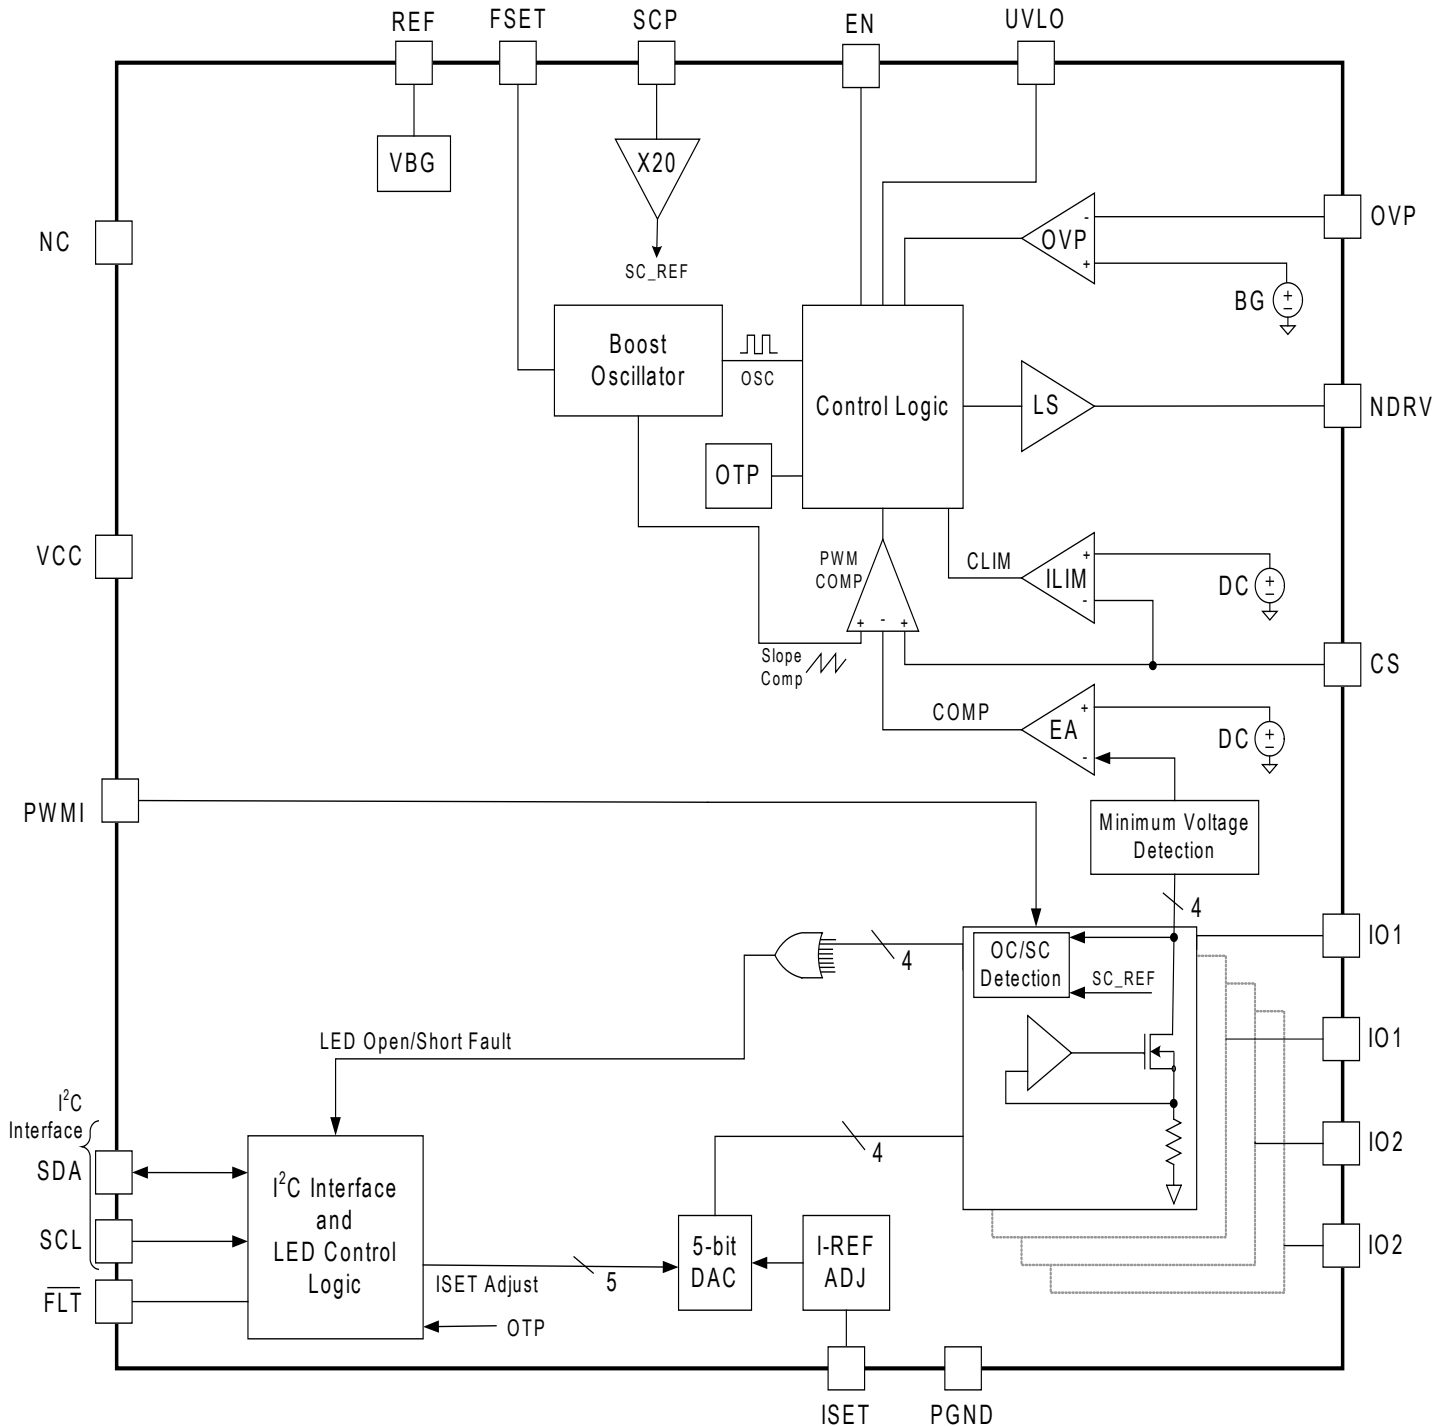 REF
FSET
SCP
EN
UVLO
VBG
X20
SC_REF
NC
OVP
-
+
OVP
BG
+
-
Boost
Oscillator
OSC
Control Logic
LS
NDRV
OTP
VCC
PWM
COMP
CLIM
ILIM
+
-
DC
+
-
+ - +
Slope
Comp
CS
COMP
EA
+
-
DC
+
-
PWMI
Minimum Voltage
Detection
4
4
OC/SC
Detection
SC_REF
IO1
IO1
IO2
IO2
LED Open/Short Fault
I²C
Interface
SDA
SCL
FLT
I²C Interface
and
LED Control
Logic
ISET Adjust
5
OTP
4
5-bit
DAC
I-REF
ADJ
ISET
PGND